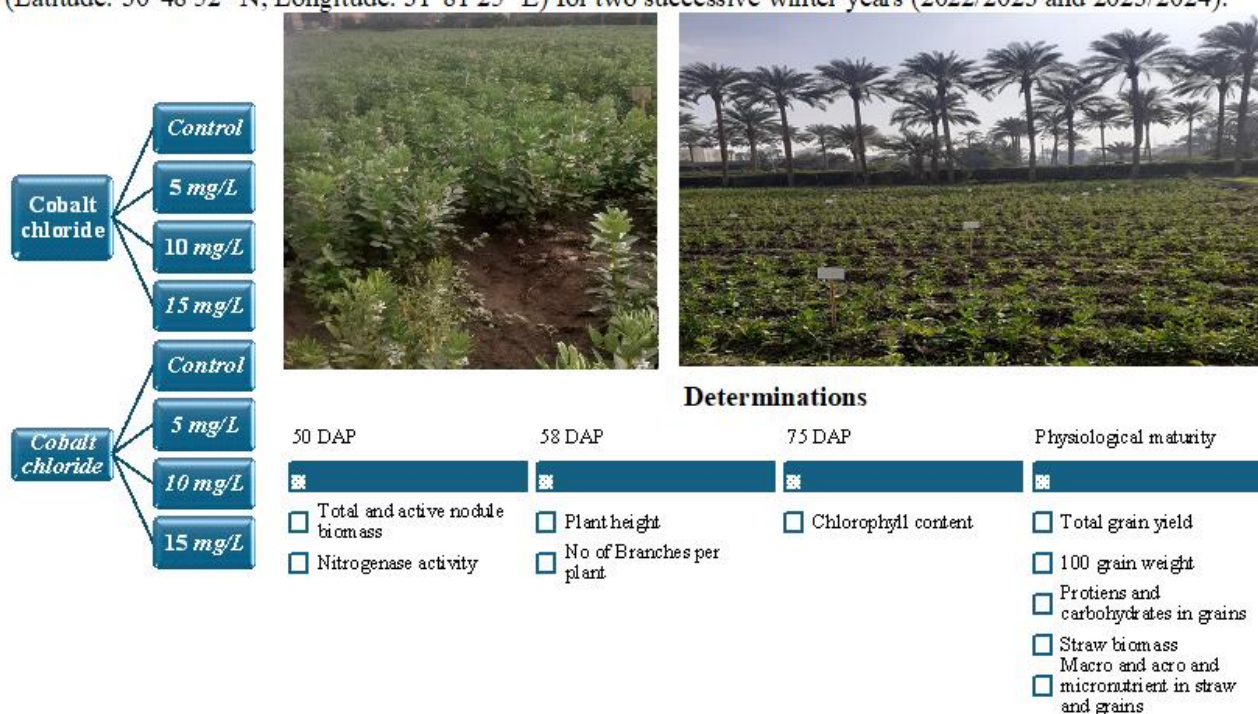 (Latitude: 30°48'32" N; Longitude: 31°81'25" E) for two successive winter years (2022/2023 and 2023/2024).
Cobalt
chloride
Control
5 mg/L
10 mg/L
15 mg/L
Cobalt
chloride
Control
5 mg/L
10 mg/L
15 mg/L
Determinations
50 DAP
Total and active nodule
biomass
Nitrogenase activity
58 DAP
Plant height
No of Branches per
plant
75 DAP
Chlorophyll content
Physiological maturity
Total grain yield
100 grain weight
Protiens and
carbohydrates in grains
Straw biomass
Macro and acro and
micronutrient in straw
and grains